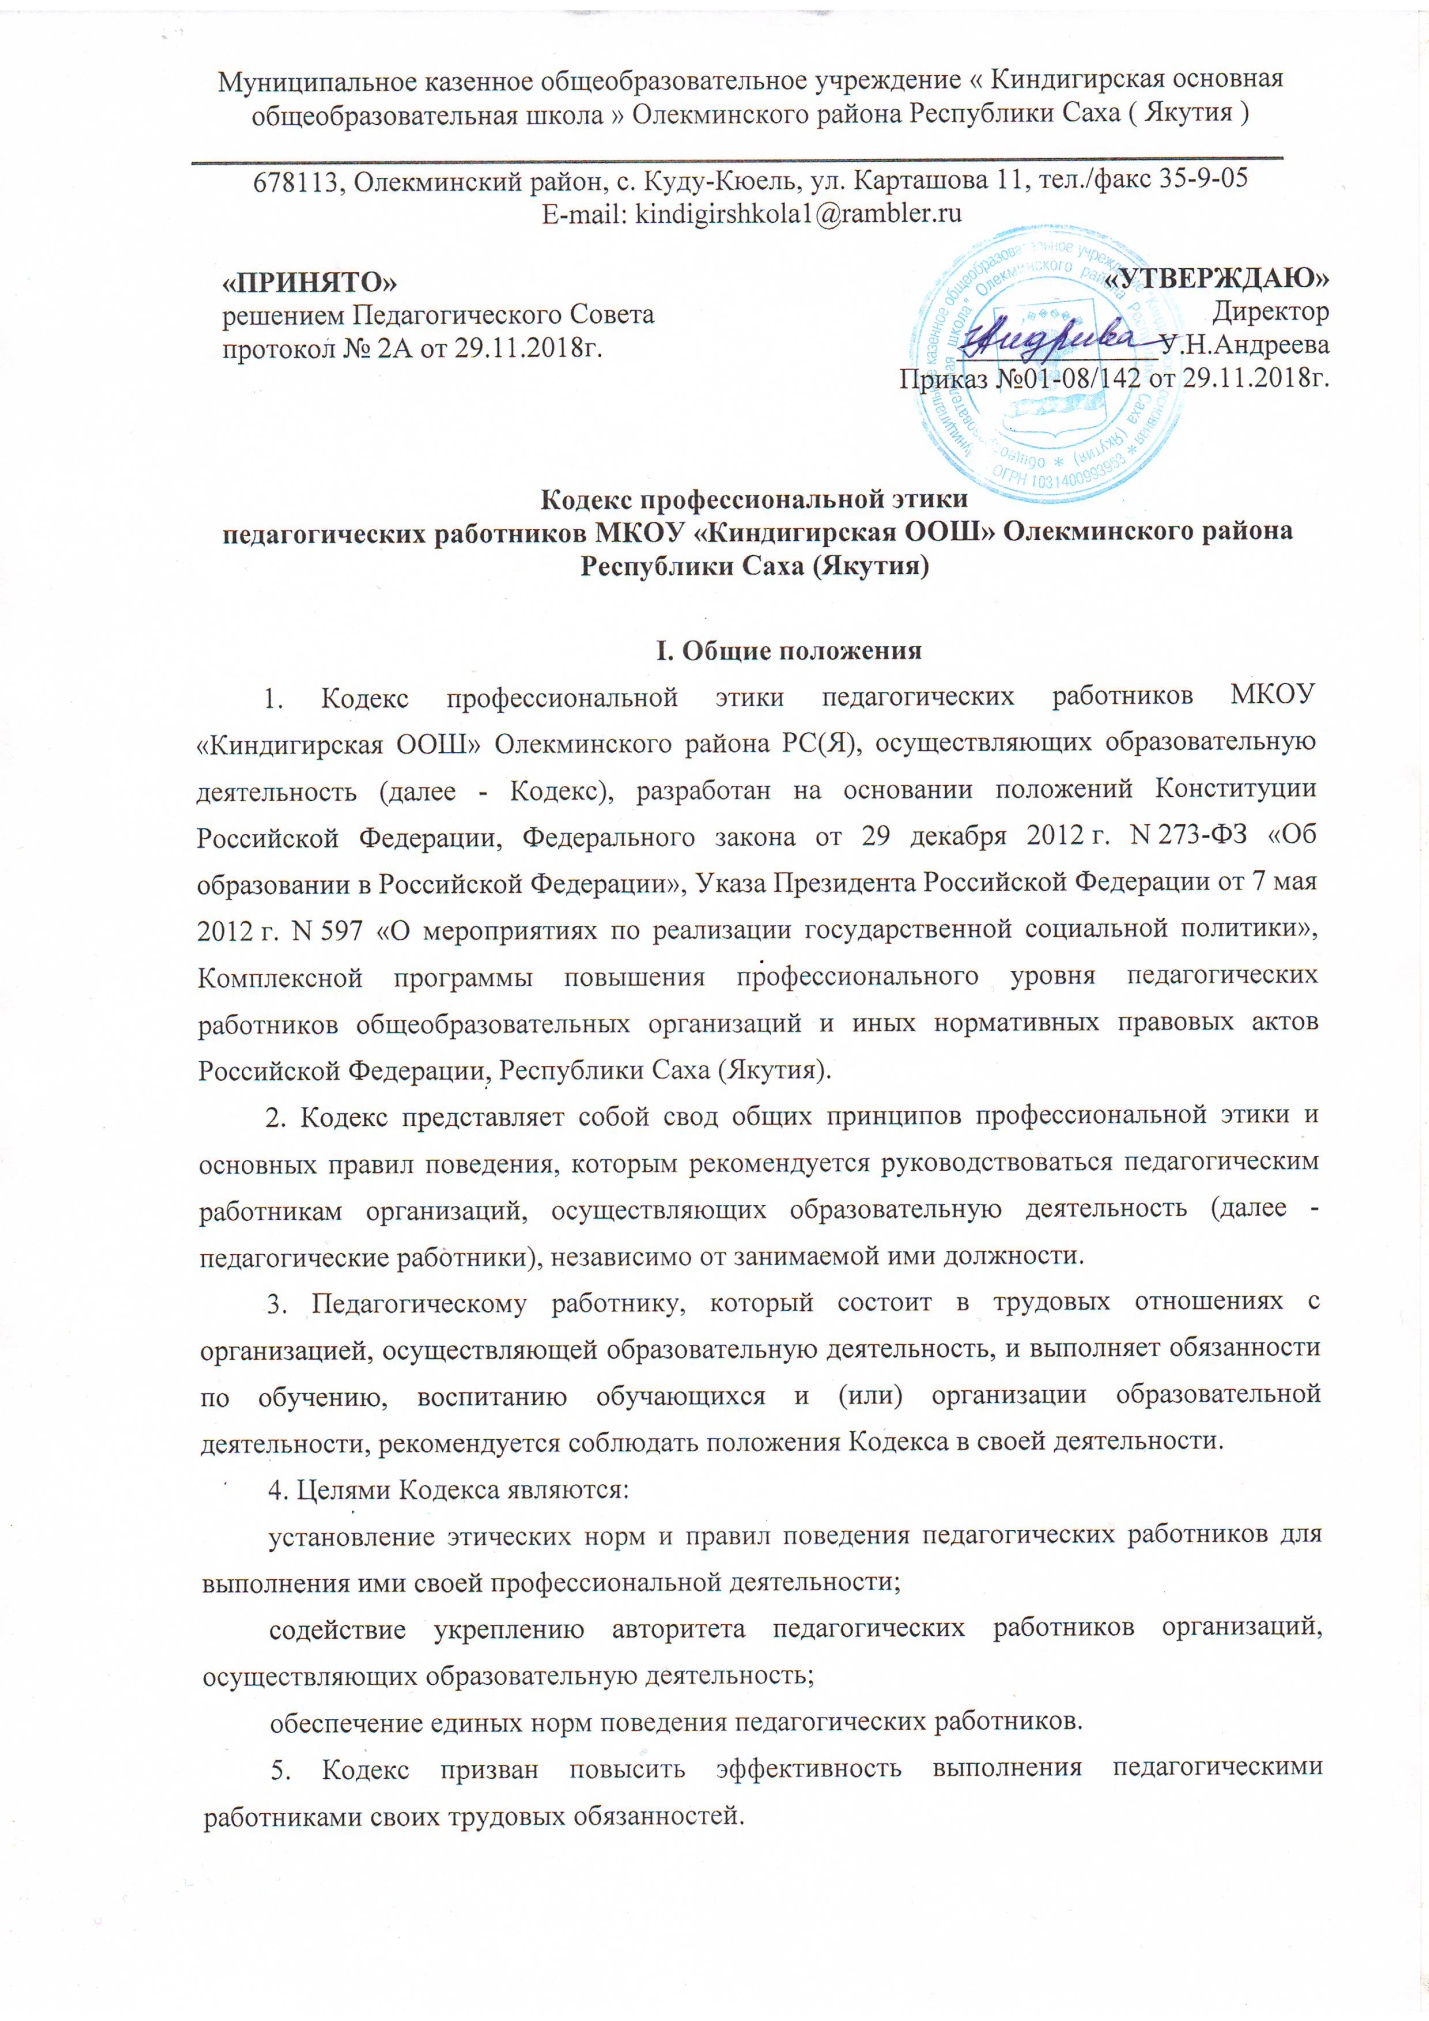 Муниципальное казенное общеобразовательное учреждение « Киндигирская основная
общеобразовательная школа » Олекминского района Республики Саха ( Якутия )
678113, Олекминский район, с. Куду-Кюель, ул. Карташова 11, тел./факс 35-9-05
E-mail: kindigirshkola1@rambler.ru
«ПРИНЯТО»
решением Педагогического Совета
протокол № 2А от 29.11.2018г.
«УТВЕРЖДАЮ»
Директор
У.Н.Андреева
Приказ №01-08/142 от 29.11.2018г.
ОГРН 1031400993953
Кодекс профессиональной этики
педагогических работников МКОУ «Киндигирская ООШ» Олекминского района
Республики Саха (Якутия)
I. Общие положения
1. Кодекс профессиональной этики педагогических работников МКОУ
«Киндигирская ООШ» Олекминского района РС(Я), осуществляющих образовательную
деятельность (далее - Кодекс), разработан на основании положений Конституции
Российской Федерации, Федерального закона от 29 декабря 2012 г. N 273-ФЗ «Об
образовании в Российской Федерации», Указа Президента Российской Федерации от 7 мая
2012 г. N 597 «О мероприятиях по реализации государственной социальной политики»,
Комплексной программы повышения профессионального уровня педагогических
работников общеобразовательных организаций и иных нормативных правовых актов
Российской Федерации, Республики Саха (Якутия).
2. Кодекс представляет собой свод общих принципов профессиональной этики и
основных правил поведения, которым рекомендуется руководствоваться педагогическим
работникам организаций, осуществляющих образовательную деятельность (далее -
педагогические работники), независимо от занимаемой ими должности.
3. Педагогическому работнику, который состоит в трудовых отношениях с
организацией, осуществляющей образовательную деятельность, и выполняет обязанности
по обучению, воспитанию обучающихся и (или) организации образовательной
деятельности, рекомендуется соблюдать положения Кодекса в своей деятельности.
4. Целями Кодекса являются:
установление этических норм и правил поведения педагогических работников для
выполнения ими своей профессиональной деятельности;
содействие укреплению авторитета педагогических работников организаций,
осуществляющих образовательную деятельность;
обеспечение единых норм поведения педагогических работников.
5. Кодекс призван повысить эффективность выполнения педагогическими
работниками своих трудовых обязанностей.